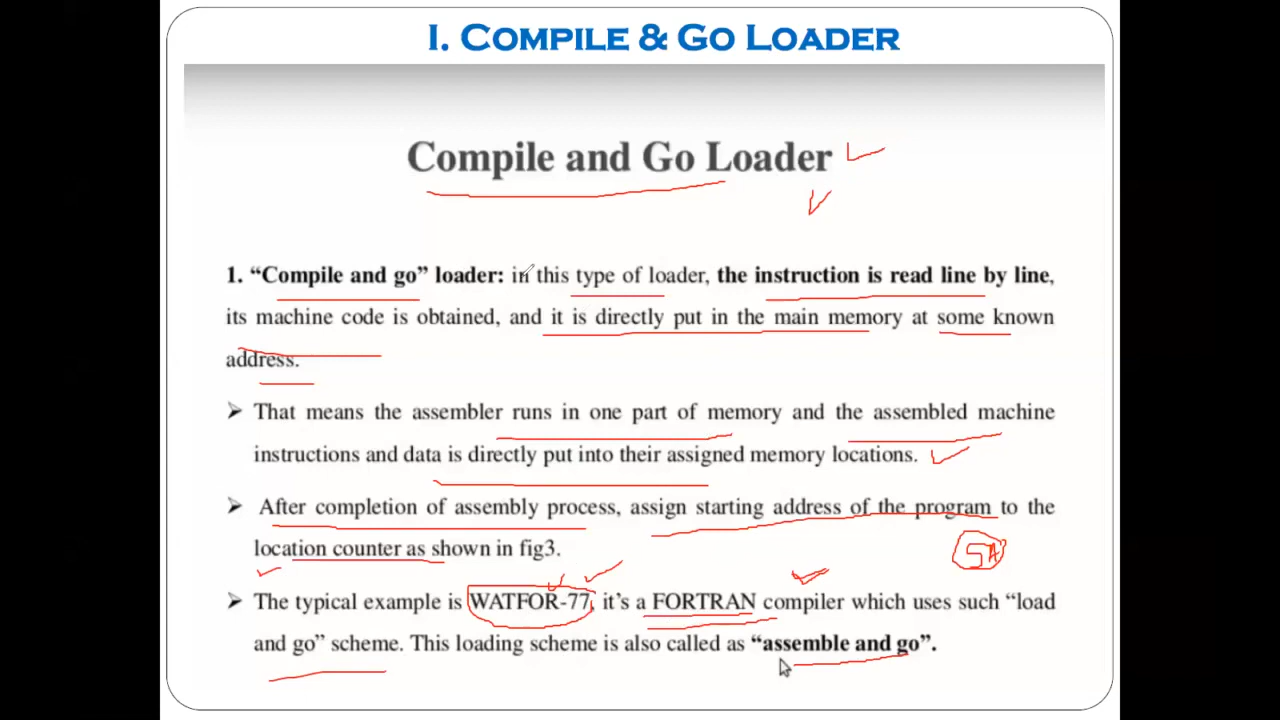 I. COMPILE & GO LOADER
Compile and Go Loader
1. “Compile and go” loader: in this type of loader, the instruction is read line by line,
its machine code is obtained, and it is directly put in the main memory at some known
address.
➢ That means the assembler runs in one part of memory and the assembled machine
instructions and data is directly put into their assigned memory locations.
➢ After completion of assembly process, assign starting address of the program to the
location counter as shown in fig3.
SA
➢ The typical example is WATFOR-77, it’s a FORTRAN compiler which uses such “load
and go” scheme. This loading scheme is also called as “assemble and go”.